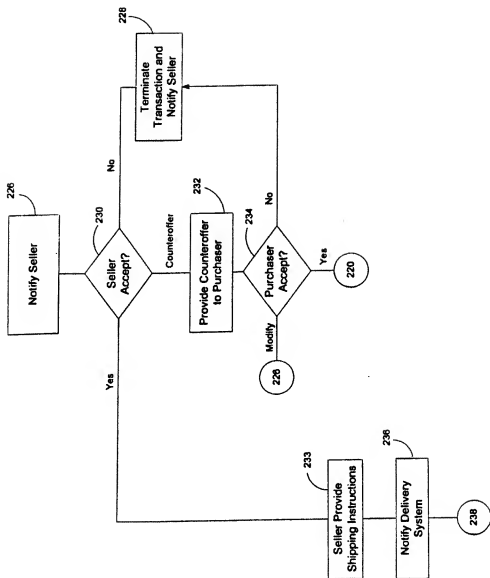 226
Notify Seller
230
Seller
Accept?
No
228
Terminate
Transaction and
Notify Seller
Yes
Counteroffer
232
Provide Counteroffer
to Purchaser
234
Purchaser
Accept?
No
Modify
226
Yes
220
233
Seller Provide
Shipping Instructions
236
Notify Delivery
System
238